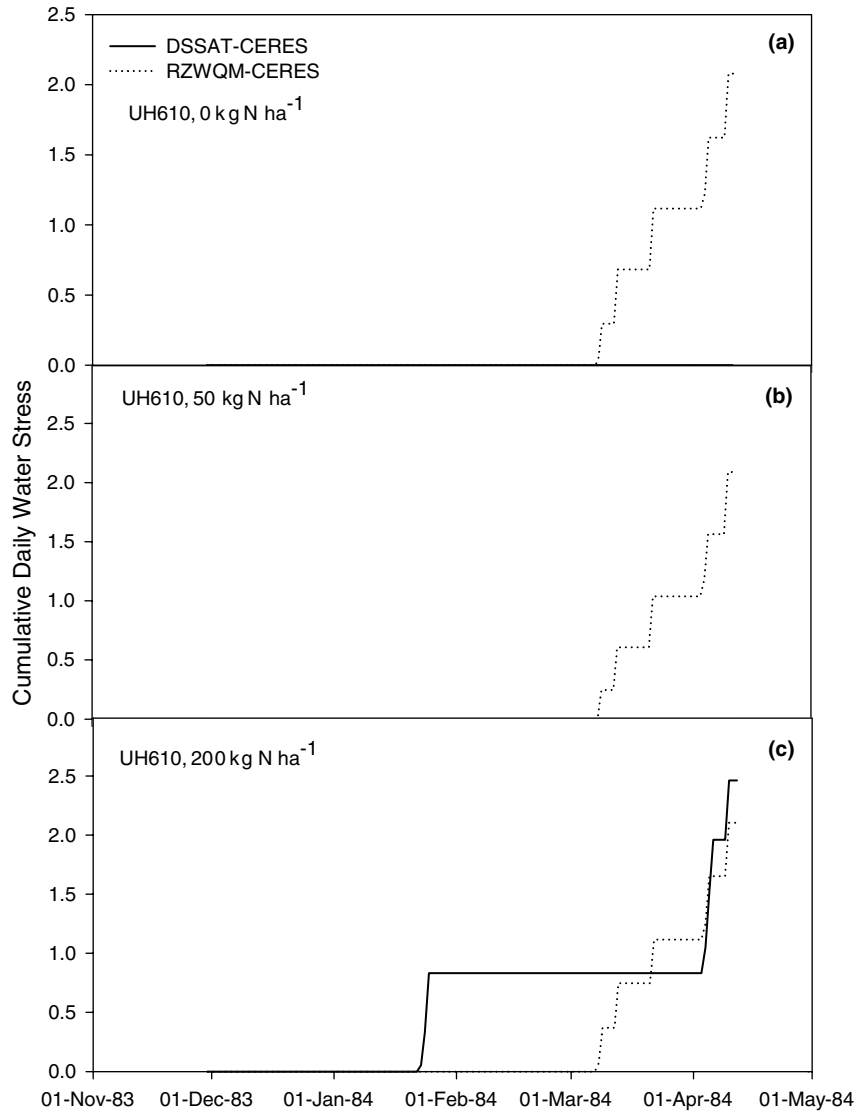 2.5
(a)
DSSAT-CERES
RZWQM-CERES
2.0
UH610, 0 kg N ha-1
1.5
1.0
0.5
0.0
UH610, 50 kg N ha-1
(b)
2.5
2.0
1.5
1.0
0.5
0.0
Cumulative Daily Water Stress
UH610, 200 kg N ha-1
(c)
2.5
2.0
1.5
1.0
0.5
0.0
01-Nov-83 01-Dec-83 01-Jan-84 01-Feb-84 01-Mar-84 01-Apr-84 01-May-84